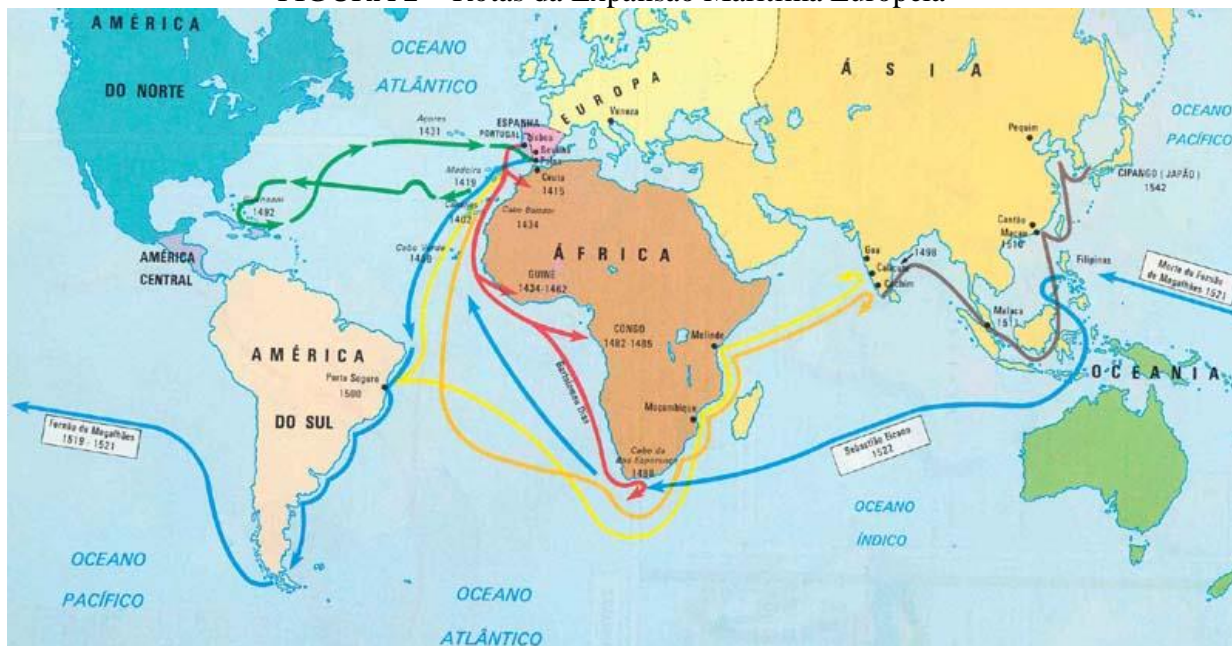 AMÉRICA
DO NORTE
OCEANO
ATLÂNTICO
EUROPA
ÁSIA
OCEANO
PACÍFICO
Açores
1431
ESPANHA
PORTUGAL
Lisboa
Veneza
Pequim
Madeira
1419
Ceuta
1415
CIPANGO (JAPÃO)
1542
1492
1402
Cabo Bojador
1434
Cantão
Macau
AMÉRICA
CENTRAL
Cabo Verde
ÁFRICA
Goa
1498
Calicute
Cochim
Filipinas
Morte de Fernão
de Magalhães 1521
GUINÉ
1434-1462
Malaca
CONGO
1482-1485
Melinde
AMÉRICA
DO SUL
Porto Seguro
1500
Bartolomeu Dias
OCEANIA
Moçambique
Fernão de Magalhães
1519 - 1521
Cabo da
Boa Esperança
1488
Sebastião Elcano
1522
OCEANO
ÍNDICO
OCEANO
PACÍFICO
OCEANO
ATLÂNTICO